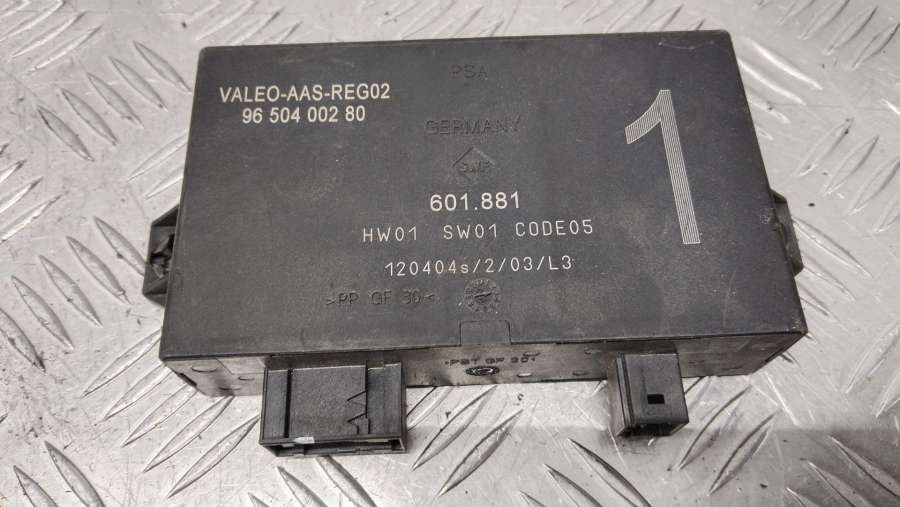 PSA
VALEO-AAS-REG02
96 504 002 80
GERMANY
SWF
601.881
HW01 SW01 CODE05
120404s/2/03/L3
>PP GF 30<
1